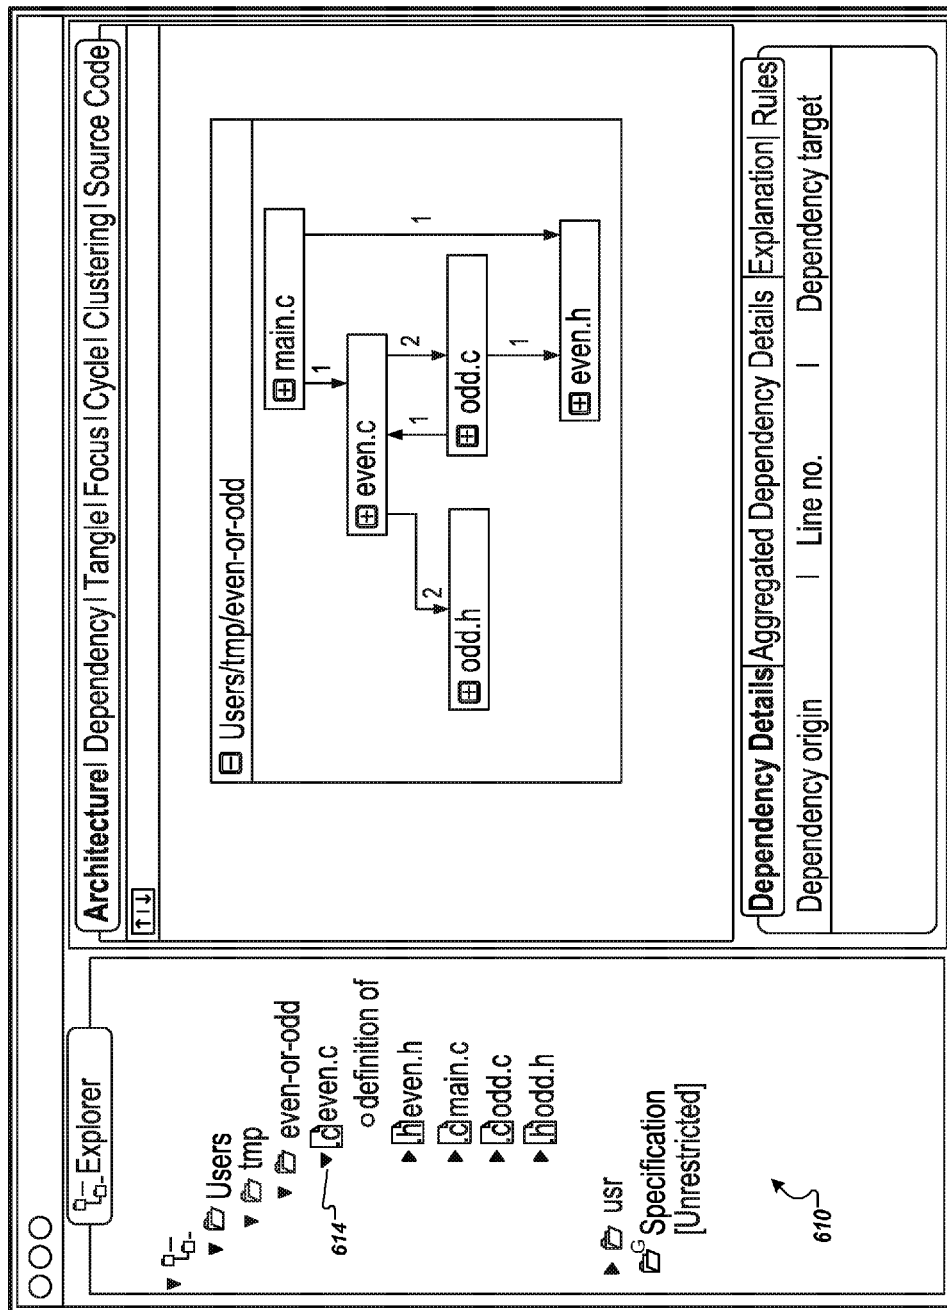 Explorer
Users
tmp
even-or-odd
.c even.c
definition of
.h even.h
.c main.c
.c odd.c
.h odd.h
usr
G
Specification
[Unrestricted]
614
610
Architecture | Dependency | Tangle | Focus | Cycle | Clustering | Source Code
Users/tmp/even-or-odd
main.c
1
1
even.c
2
1
2
odd.c
1
odd.h
even.h
Dependency Details | Aggregated Dependency Details | Explanation | Rules
Dependency origin | Line no. | Dependency target